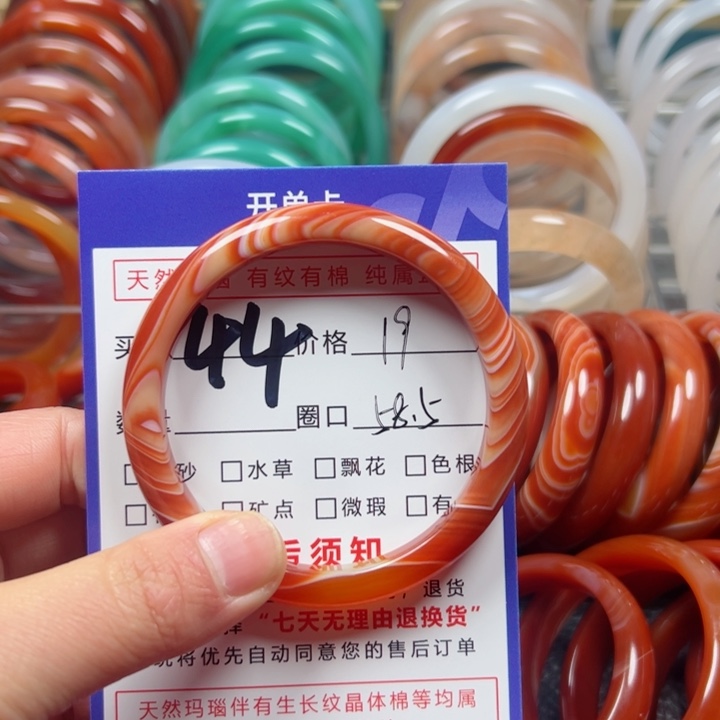 开单卡
天然 有纹有棉 纯属
买 44 价格 19
圈口 58.5
砂 □水草 □飘花 □色根
□矿点 □微瑕 □有
须知
退货
“七天无理由退换货”
将优先自动同意您的售后订单
天然玛瑙伴有生长纹晶体棉等均属